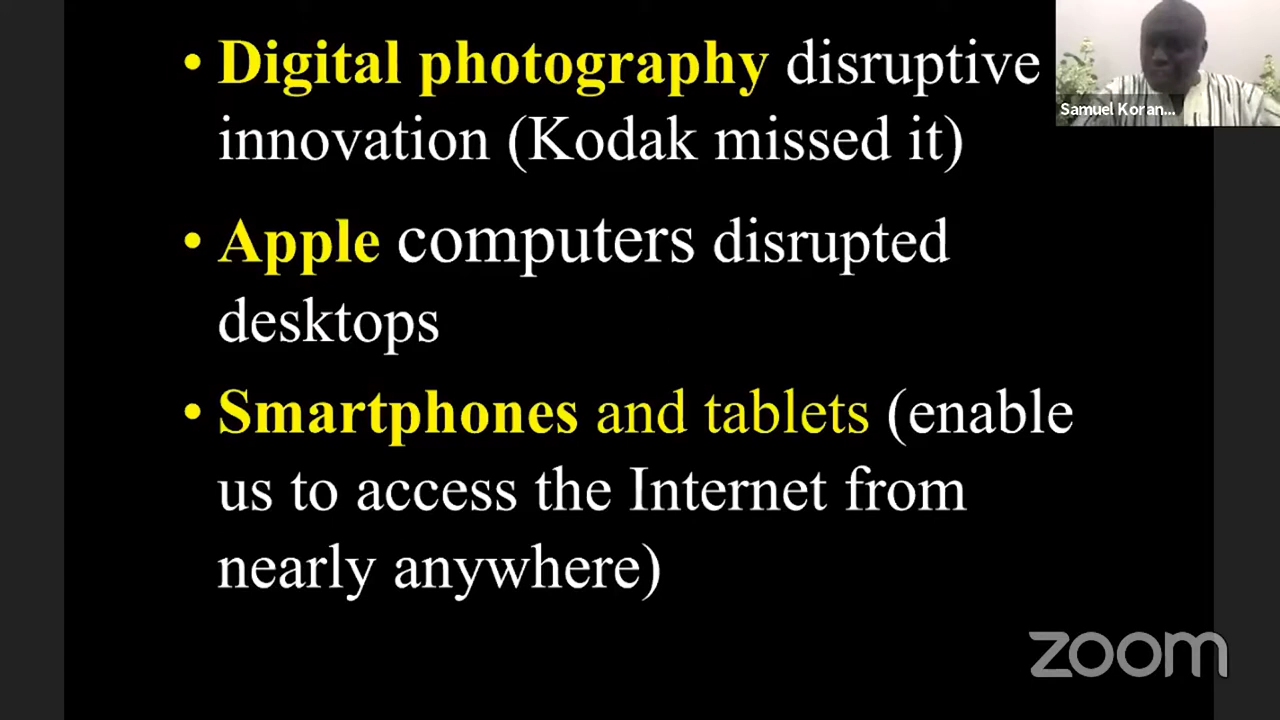 • Digital photography disruptive
innovation (Kodak missed it)
• Apple computers disrupted
desktops
• Smartphones and tablets (enable
us to access the Internet from
nearly anywhere)
Samuel Koran...
zoom